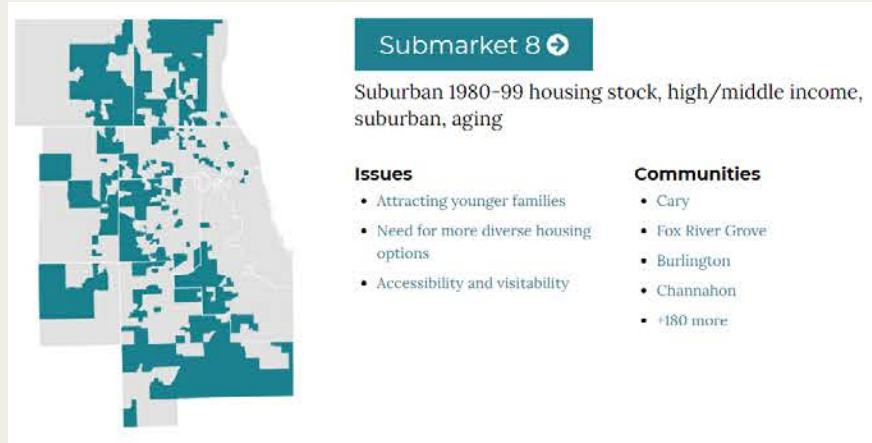 Submarket 8
Suburban 1980-99 housing stock, high/middle income,
suburban, aging
Issues
• Attracting younger families
• Need for more diverse housing
options
• Accessibility and visitability
Communities
• Cary
• Fox River Grove
• Burlington
• Channahon
• +180 more